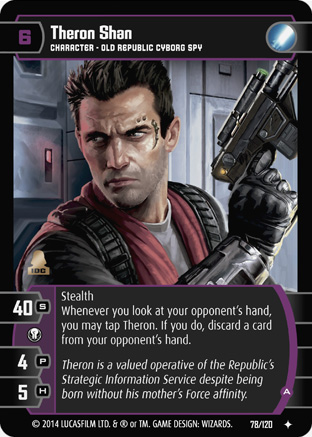 6
Theron Shan
CHARACTER - OLD REPUBLIC CYBORG SPY
IDC
40 S
Stealth
Whenever you look at your opponent's hand,
you may tap Theron. If you do, discard a card
from your opponent's hand.
4 P
Theron is a valued operative of the Republic's
Strategic Information Service despite being
born without his mother's Force affinity.
5 H
A
© 2014 LUCASFILM LTD. & ® or TM. GAME DESIGN: WIZARDS.
78/120